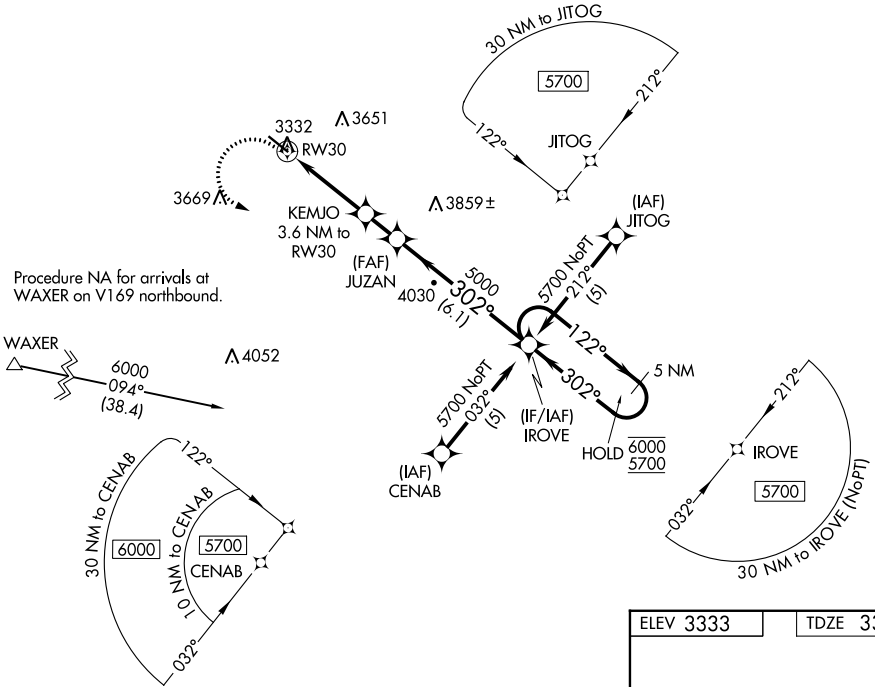 30 NM to JITOG
5700
212°
122°
JITOG
3332
RW30
3651
3669
KEMJO
3.6 NM to
RW30
3859±
(IAF)
JITOG
(FAF)
JUZAN
4030
5000
302°
(6.1)
5700 NoPT
212°
(5)
122°
302°
5 NM
Procedure NA for arrivals at
WAXER on V169 northbound.
WAXER
6000
094°
(38.4)
4052
5700 NoPT
032°
(5)
(IF/IAF)
IROVE
(IAF)
CENAB
HOLD
6000
5700
212°
IROVE
5700
032°
30 NM to IROVE (NoPT)
122°
30 NM to CENAB
6000
10 NM to CENAB
5700
CENAB
032°
ELEV 3333
TDZE 33